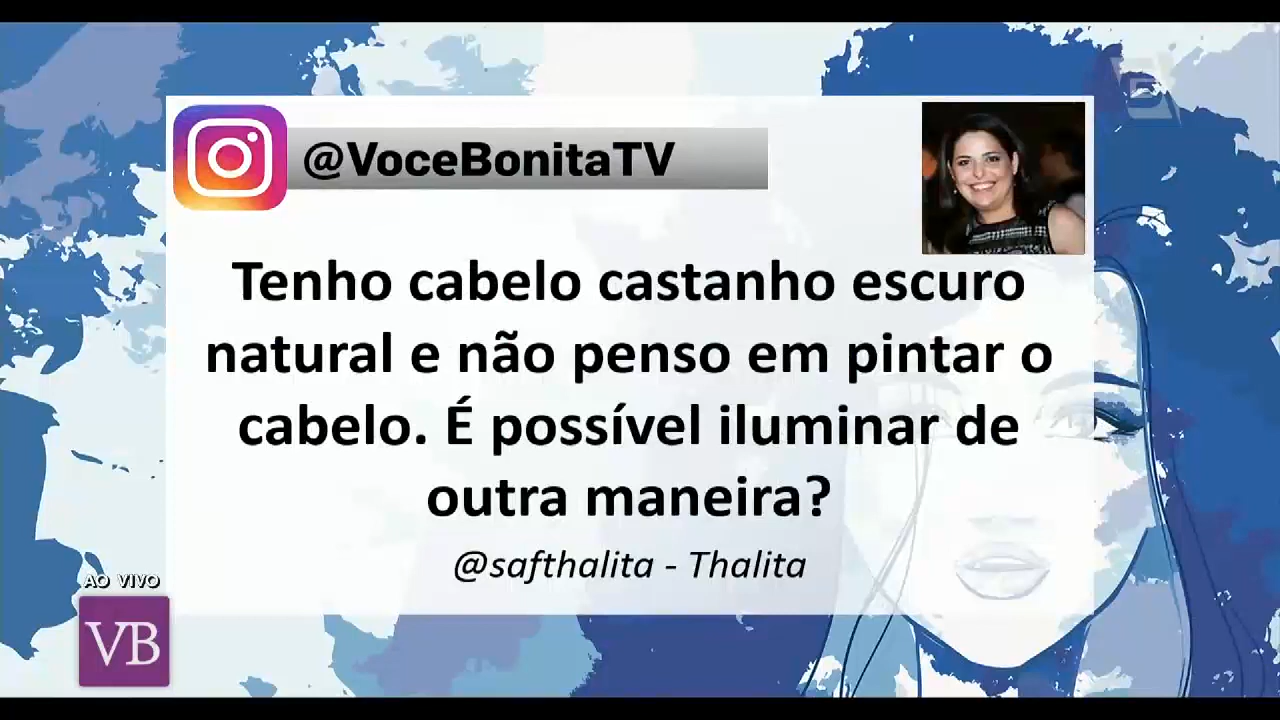 @VoceBonitaTV
Tenho cabelo castanho escuro
natural e não penso em pintar o
cabelo. É possível iluminar de
outra maneira?
@safthalita - Thalita
AO VIVO
VB